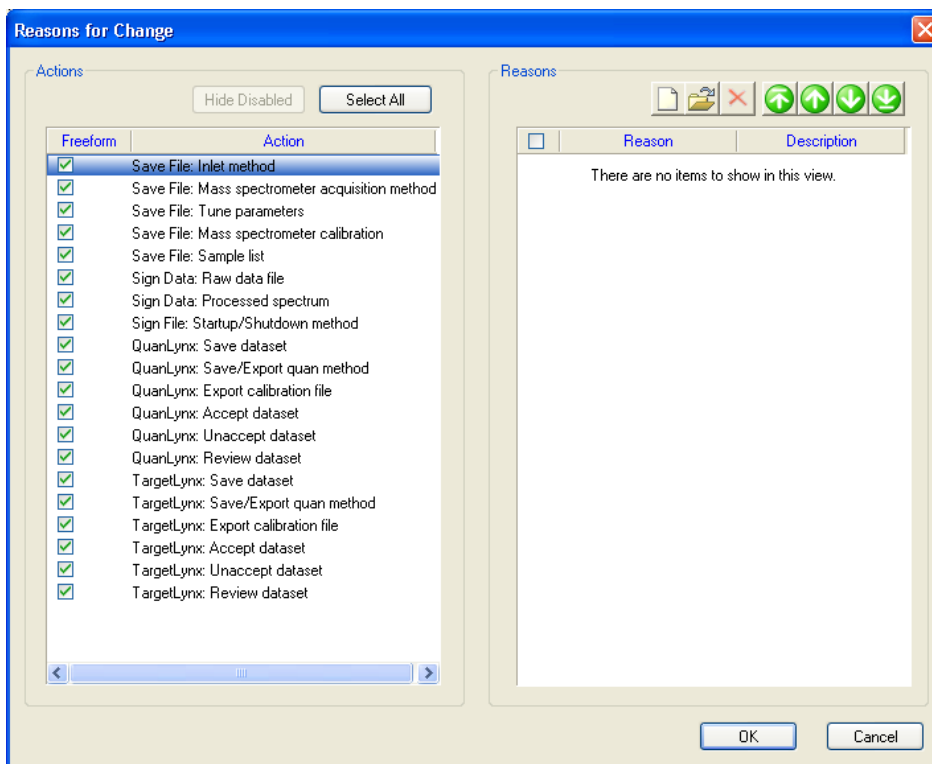 Reasons for Change
Actions
Hide Disabled
Select All
Freeform Action
Save File: Inlet method
Save File: Mass spectrometer acquisition method
Save File: Tune parameters
Save File: Mass spectrometer calibration
Save File: Sample list
Sign Data: Raw data file
Sign Data: Processed spectrum
Sign File: Startup/Shutdown method
QuanLynx: Save dataset
QuanLynx: Save/Export quan method
QuanLynx: Export calibration file
QuanLynx: Accept dataset
QuanLynx: Unaccept dataset
QuanLynx: Review dataset
TargetLynx: Save dataset
TargetLynx: Save/Export quan method
TargetLynx: Export calibration file
TargetLynx: Accept dataset
TargetLynx: Unaccept dataset
TargetLynx: Review dataset
Reasons
Reason Description
There are no items to show in this view.
OK
Cancel